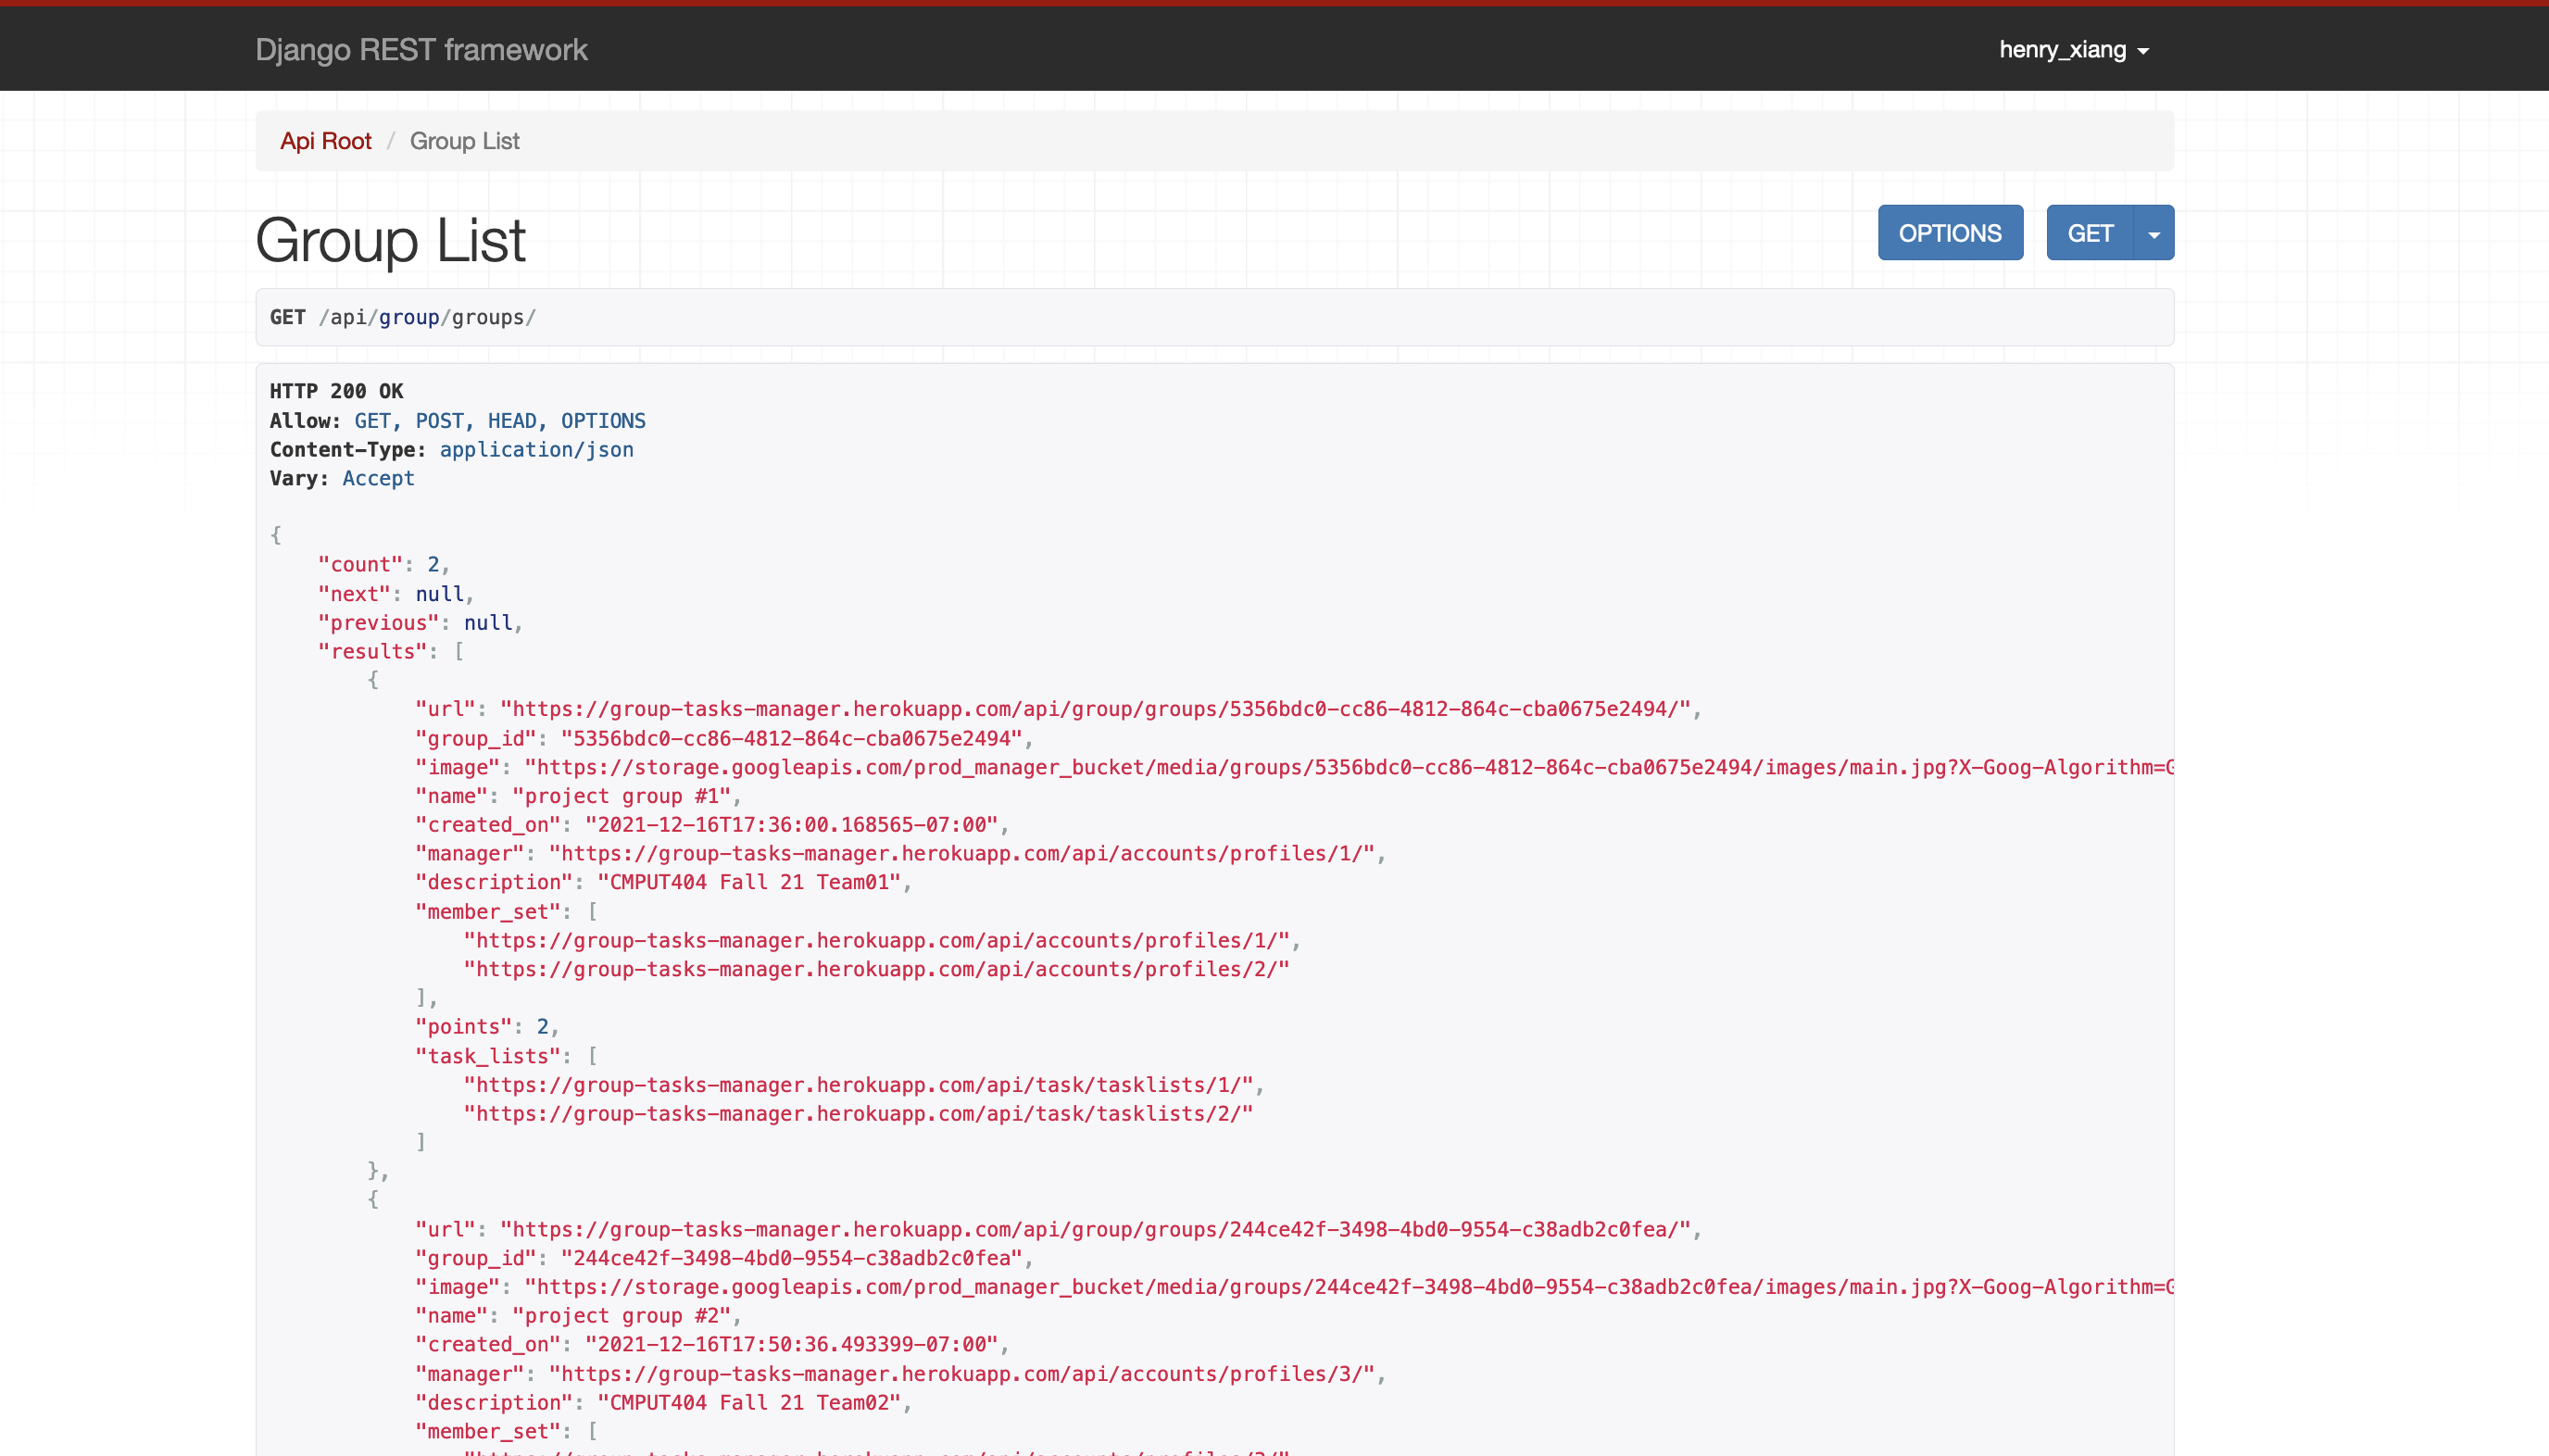 Django REST framework
henry_xiang
Api Root / Group List
Group List
OPTIONS
GET
GET /api/group/groups/
HTTP 200 OK
Allow: GET, POST, HEAD, OPTIONS
Content-Type: application/json
Vary: Accept
{
    "count": 2,
    "next": null,
    "previous": null,
    "results": [
        {
            "url": "https://group-tasks-manager.herokuapp.com/api/group/groups/5356bdc0-cc86-4812-864c-cba0675e2494/",
            "group_id": "5356bdc0-cc86-4812-864c-cba0675e2494",
            "image": "https://storage.googleapis.com/prod_manager_bucket/media/groups/5356bdc0-cc86-4812-864c-cba0675e2494/images/main.jpg?X-Goog-Algorithm=G
            "name": "project group #1",
            "created_on": "2021-12-16T17:36:00.168565-07:00",
            "manager": "https://group-tasks-manager.herokuapp.com/api/accounts/profiles/1/",
            "description": "CMPUT404 Fall 21 Team01",
            "member_set": [
                "https://group-tasks-manager.herokuapp.com/api/accounts/profiles/1/",
                "https://group-tasks-manager.herokuapp.com/api/accounts/profiles/2/"
            ],
            "points": 2,
            "task_lists": [
                "https://group-tasks-manager.herokuapp.com/api/task/tasklists/1/",
                "https://group-tasks-manager.herokuapp.com/api/task/tasklists/2/"
            ]
        },
        {
            "url": "https://group-tasks-manager.herokuapp.com/api/group/groups/244ce42f-3498-4bd0-9554-c38adb2c0fea/",
            "group_id": "244ce42f-3498-4bd0-9554-c38adb2c0fea",
            "image": "https://storage.googleapis.com/prod_manager_bucket/media/groups/244ce42f-3498-4bd0-9554-c38adb2c0fea/images/main.jpg?X-Goog-Algorithm=G
            "name": "project group #2",
            "created_on": "2021-12-16T17:50:36.493399-07:00",
            "manager": "https://group-tasks-manager.herokuapp.com/api/accounts/profiles/3/",
            "description": "CMPUT404 Fall 21 Team02",
            "member_set": [